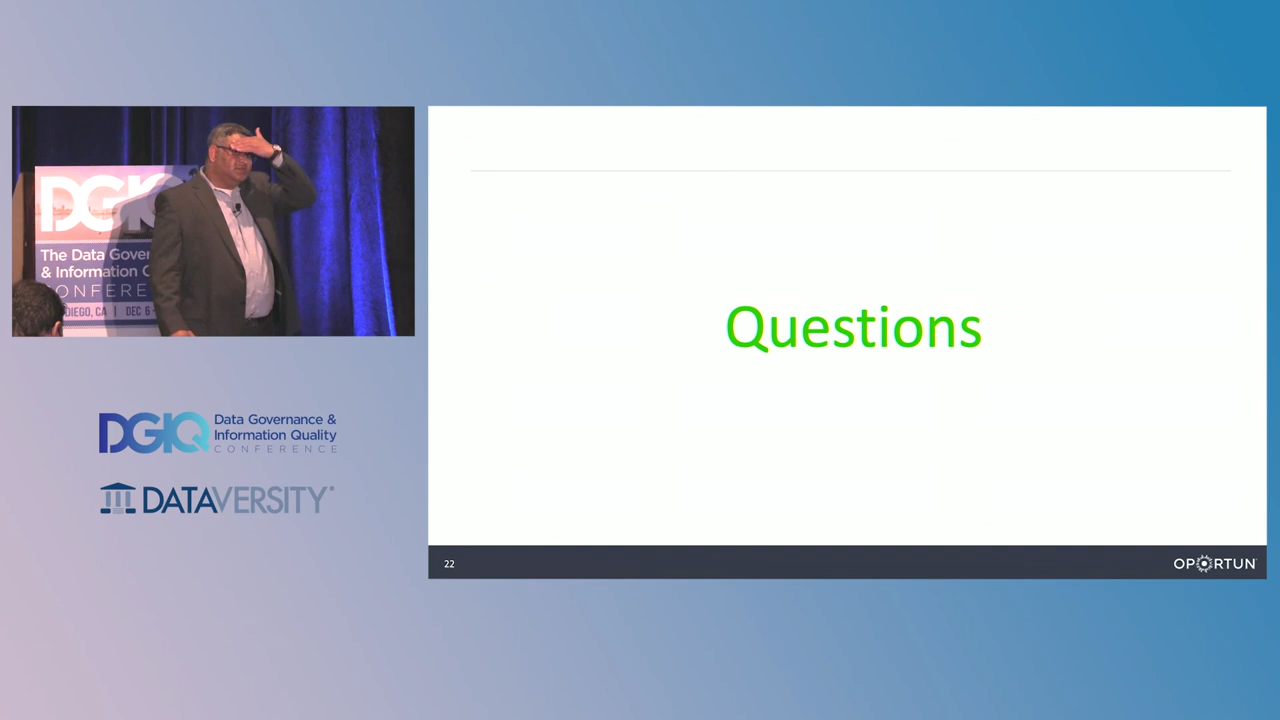 DGIQ
The Data Gover
& Information Q
CONFERE
DIEGO, CA | DEC 6
Questions
DGIQ
Data Governance &
Information Quality
CONFERENCE
DATAVERSITY
22
OPORTUN